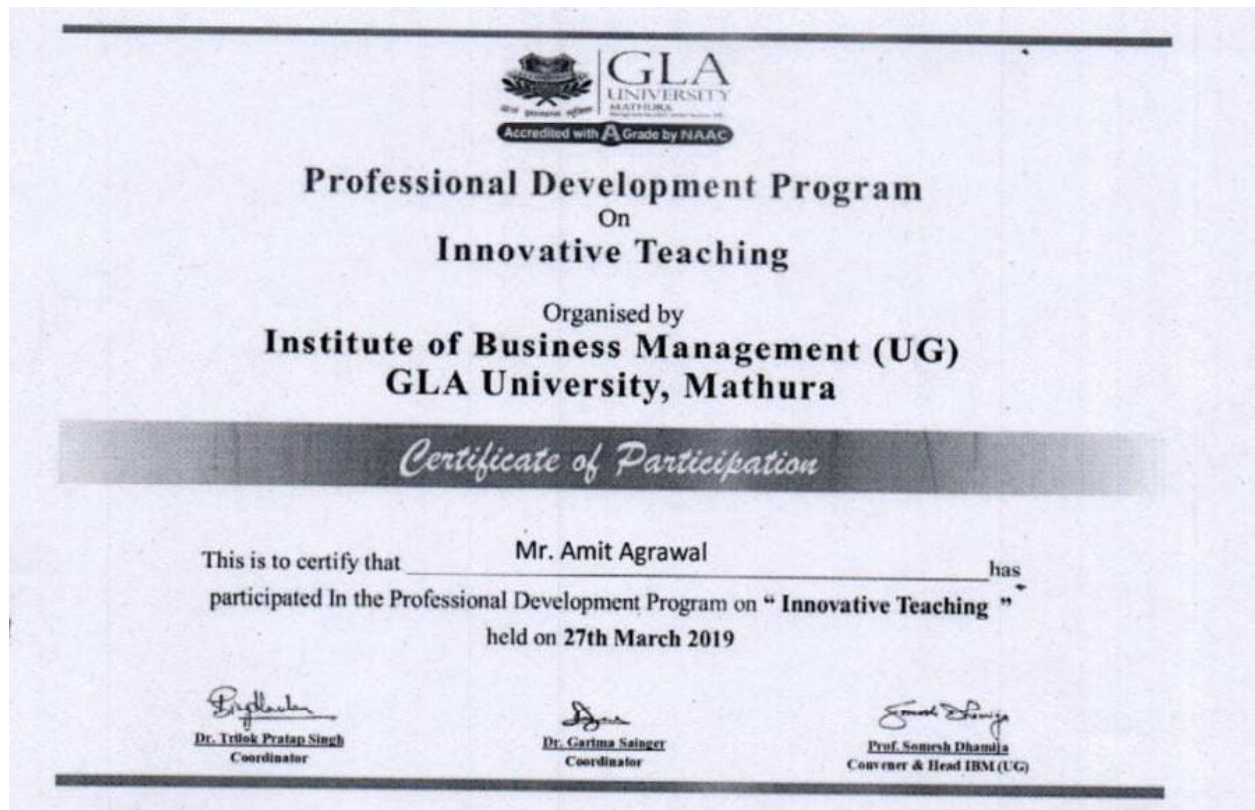 GLA
UNIVERSITY
MATHURA
Accredited with A Grade by NAAC
Professional Development Program
On
Innovative Teaching
Organised by
Institute of Business Management (UG)
GLA University, Mathura
Certificate of Participation
This is to certify that Mr. Amit Agrawal has
participated In the Professional Development Program on “ Innovative Teaching ”
held on 27th March 2019
Dr. Trilok Pratap Singh
Coordinator
Dr. Garima Sainger
Coordinator
Prof. Somesh Dhamija
Convener & Head IBM (UG)